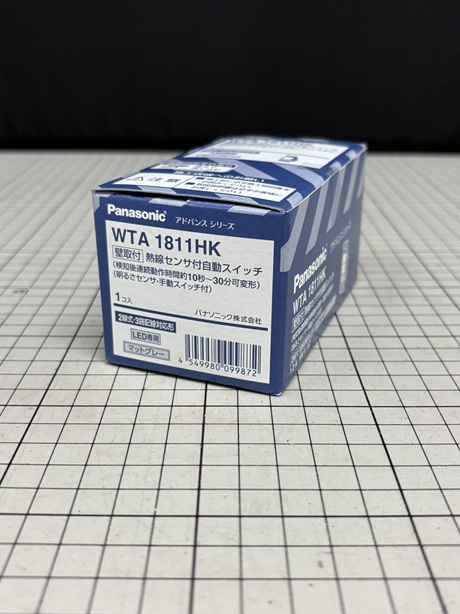 Panasonic アドバンス シリーズ
WTA 1811HK
壁取付 熱線センサ付自動スイッチ
(検知後連続動作時間約10秒〜30分可変形)
(明るさセンサ・手動スイッチ付)
1コ入
パナソニック株式会社
2線式・3路配線対応形
LED専用
マットグレー
4 549980 099872
Panasonic
WTA 1811HK
注意